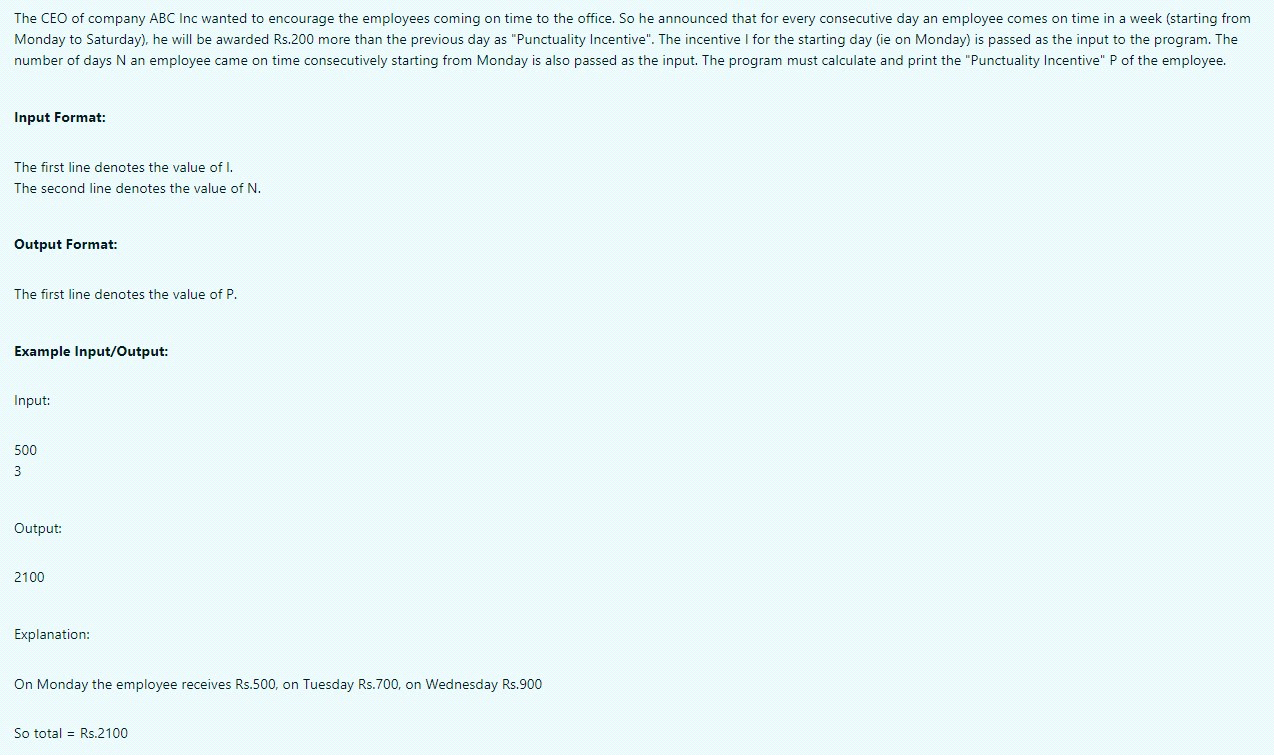 The CEO of company ABC Inc wanted to encourage the employees coming on time to the office. So he announced that for every consecutive day an employee comes on time in a week (starting from
Monday to Saturday), he will be awarded Rs.200 more than the previous day as "Punctuality Incentive". The incentive I for the starting day (ie on Monday) is passed as the input to the program. The
number of days N an employee came on time consecutively starting from Monday is also passed as the input. The program must calculate and print the "Punctuality Incentive" P of the employee.
Input Format:
The first line denotes the value of I.
The second line denotes the value of N.
Output Format:
The first line denotes the value of P.
Example Input/Output:
Input:
500
3
Output:
2100
Explanation:
On Monday the employee receives Rs.500, on Tuesday Rs.700, on Wednesday Rs.900
So total = Rs.2100